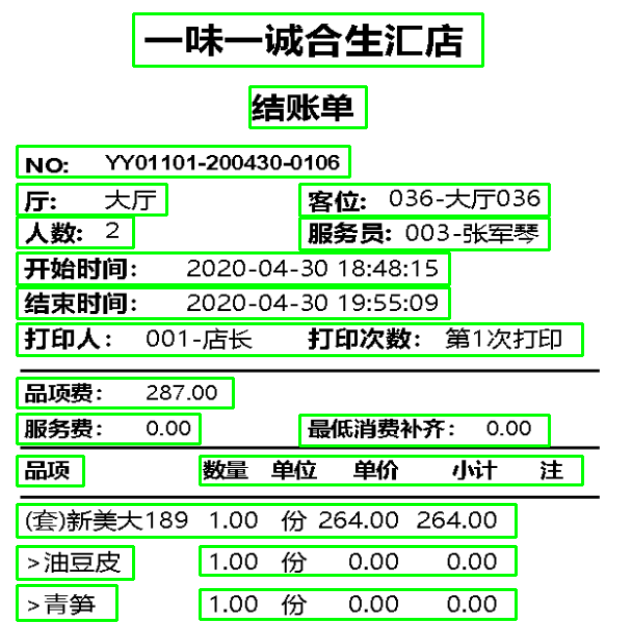 一味一诚合生汇店
结账单
NO: YY01101-200430-0106
厅: 大厅 客位: 036-大厅036
人数: 2 服务员: 003-张军琴
开始时间: 2020-04-30 18:48:15
结束时间: 2020-04-30 19:55:09
打印人: 001-店长 打印次数: 第1次打印
品项费: 287.00
服务费: 0.00 最低消费补齐: 0.00
品项 数量 单位 单价 小计 注
(套)新美大189 1.00 份 264.00 264.00
>油豆皮 1.00 份 0.00 0.00
>青笋 1.00 份 0.00 0.00